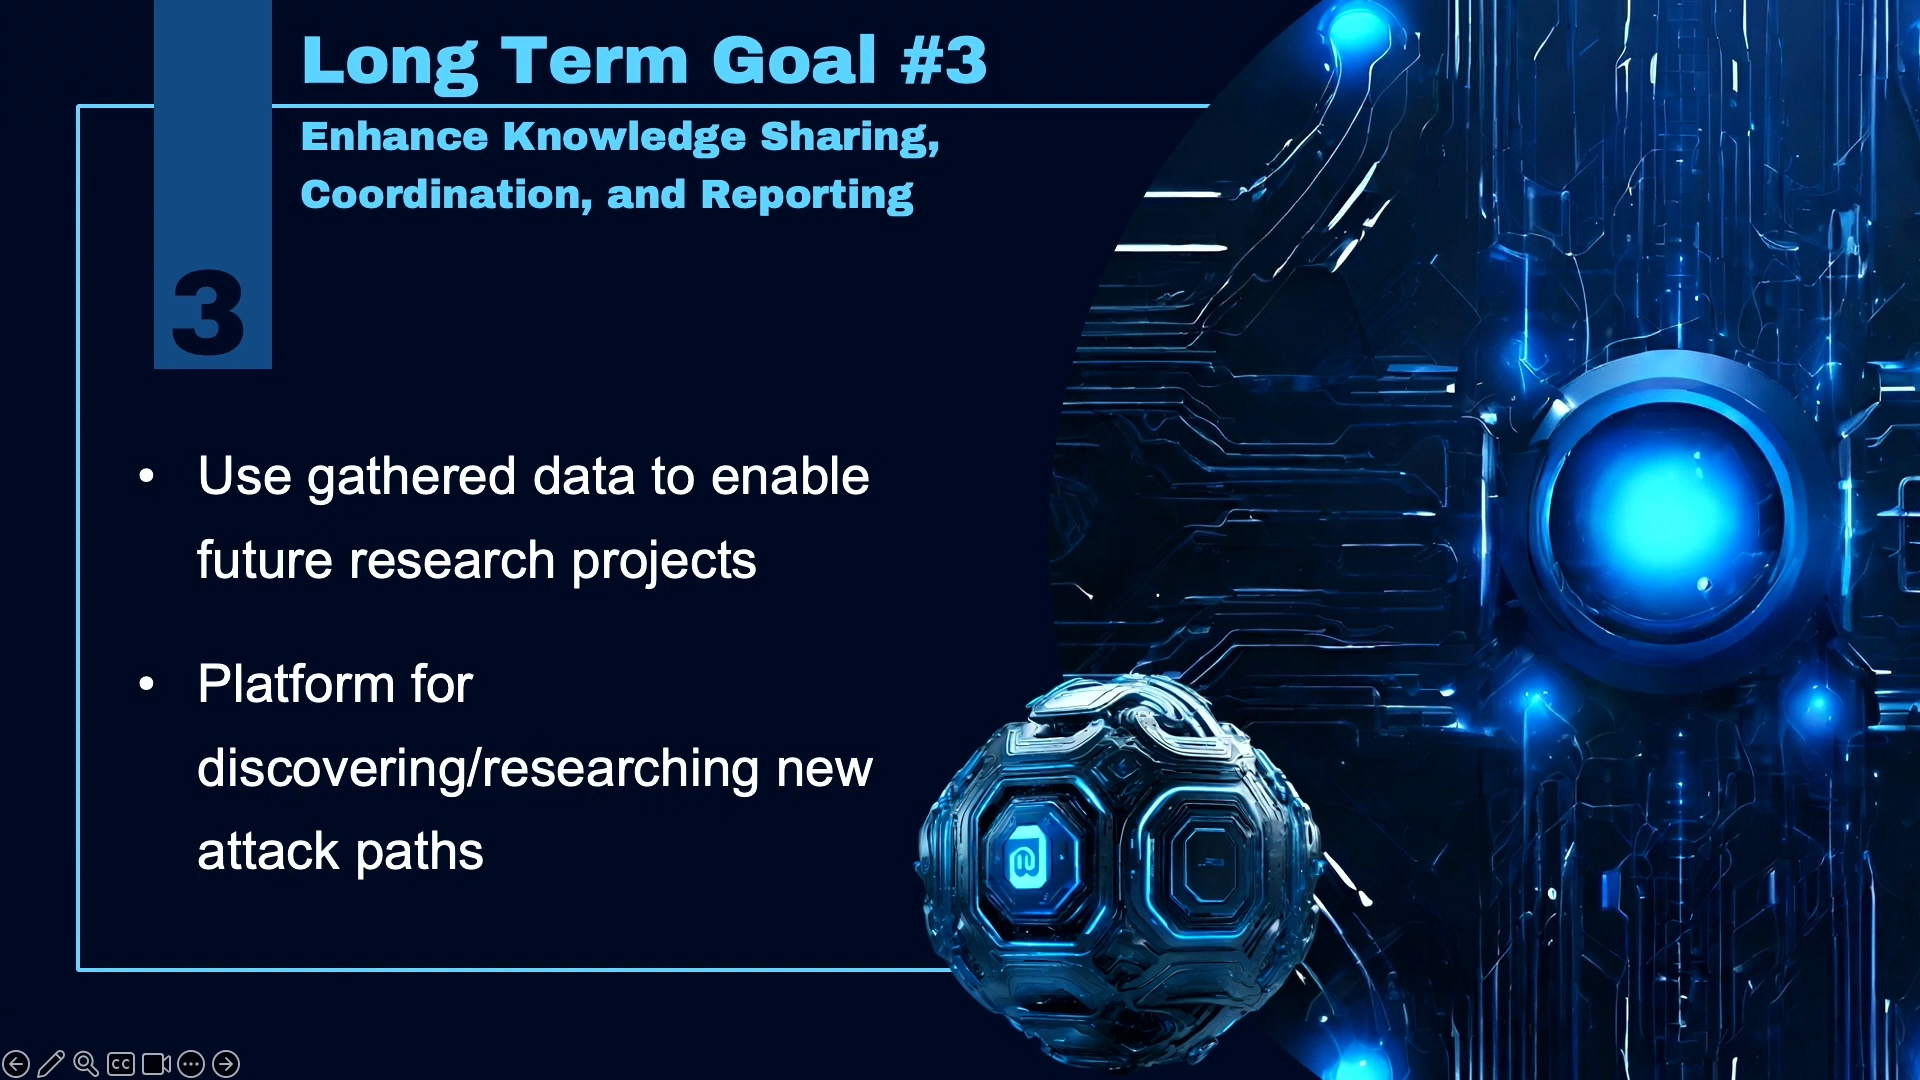 Long Term Goal #3
Enhance Knowledge Sharing,
Coordination, and Reporting
3
• Use gathered data to enable
future research projects
• Platform for
discovering/researching new
attack paths
CC